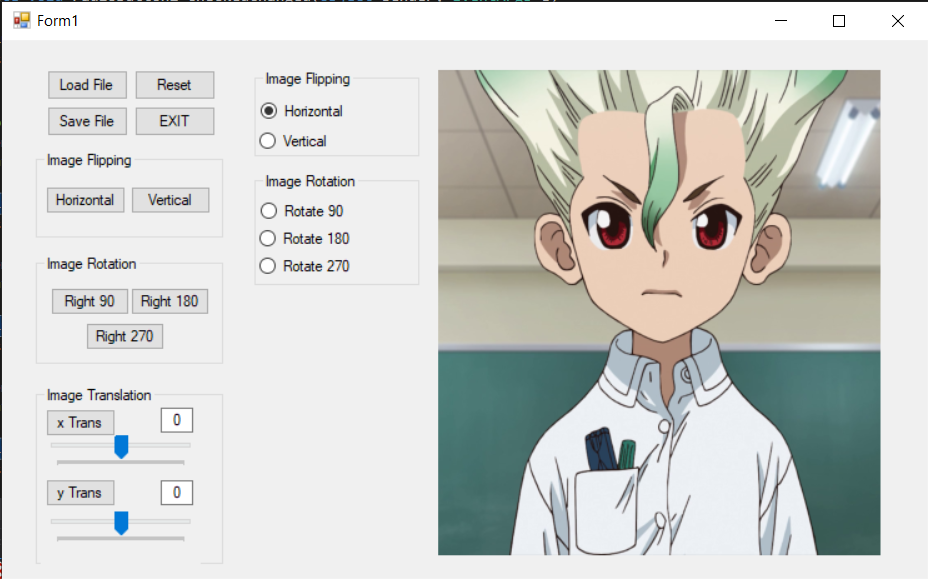 Form1
Load File
Reset
Save File
EXIT
Image Flipping
Horizontal
Vertical
Image Rotation
Right 90
Right 180
Right 270
Image Translation
x Trans
0
y Trans
0
Image Flipping
Horizontal
Vertical
Image Rotation
Rotate 90
Rotate 180
Rotate 270